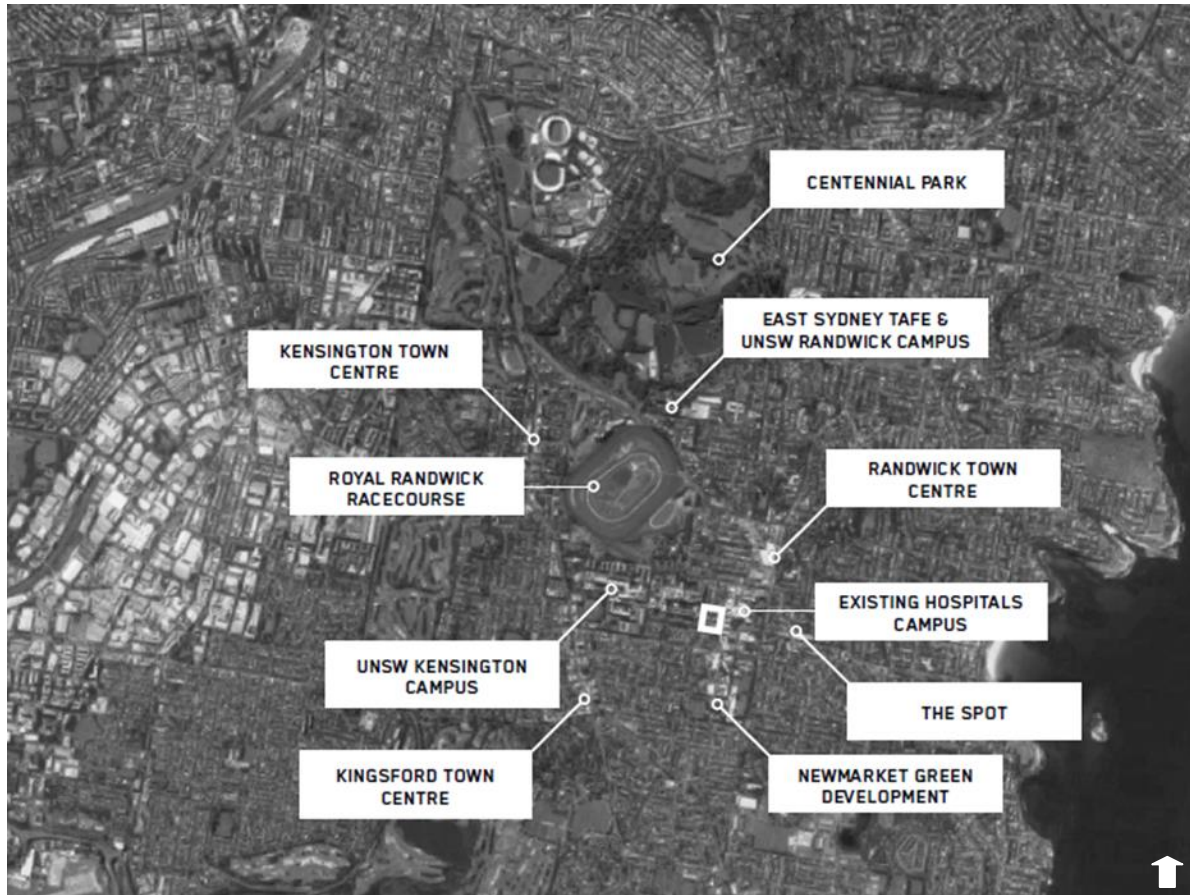 CENTENNIAL PARK
EAST SYDNEY TAFE &
UNSW RANDWICK CAMPUS
KENSINGTON TOWN
CENTRE
ROYAL RANDWICK
RACECOURSE
RANDWICK TOWN
CENTRE
EXISTING HOSPITALS
CAMPUS
UNSW KENSINGTON
CAMPUS
THE SPOT
KINGSFORD TOWN
CENTRE
NEWMARKET GREEN
DEVELOPMENT